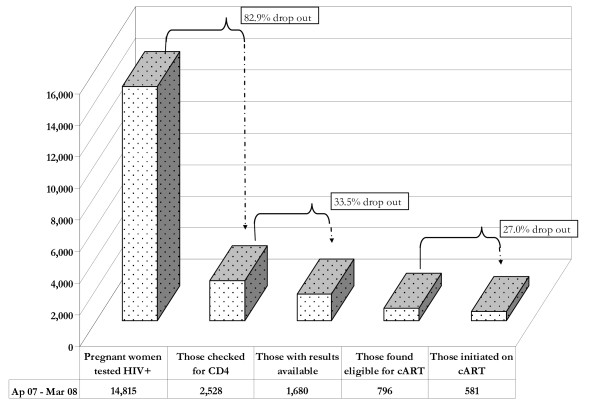 82.9% drop out
16,000
14,000
12,000
10,000
8,000
6,000
4,000
2,000
0
33.5% drop out
27.0% drop out
Pregnant women tested HIV+
Those checked for CD4
Those with results available
Those found eligible for cART
Those initiated on cART
Ap 07 - Mar 08
14,815
2,528
1,680
796
581